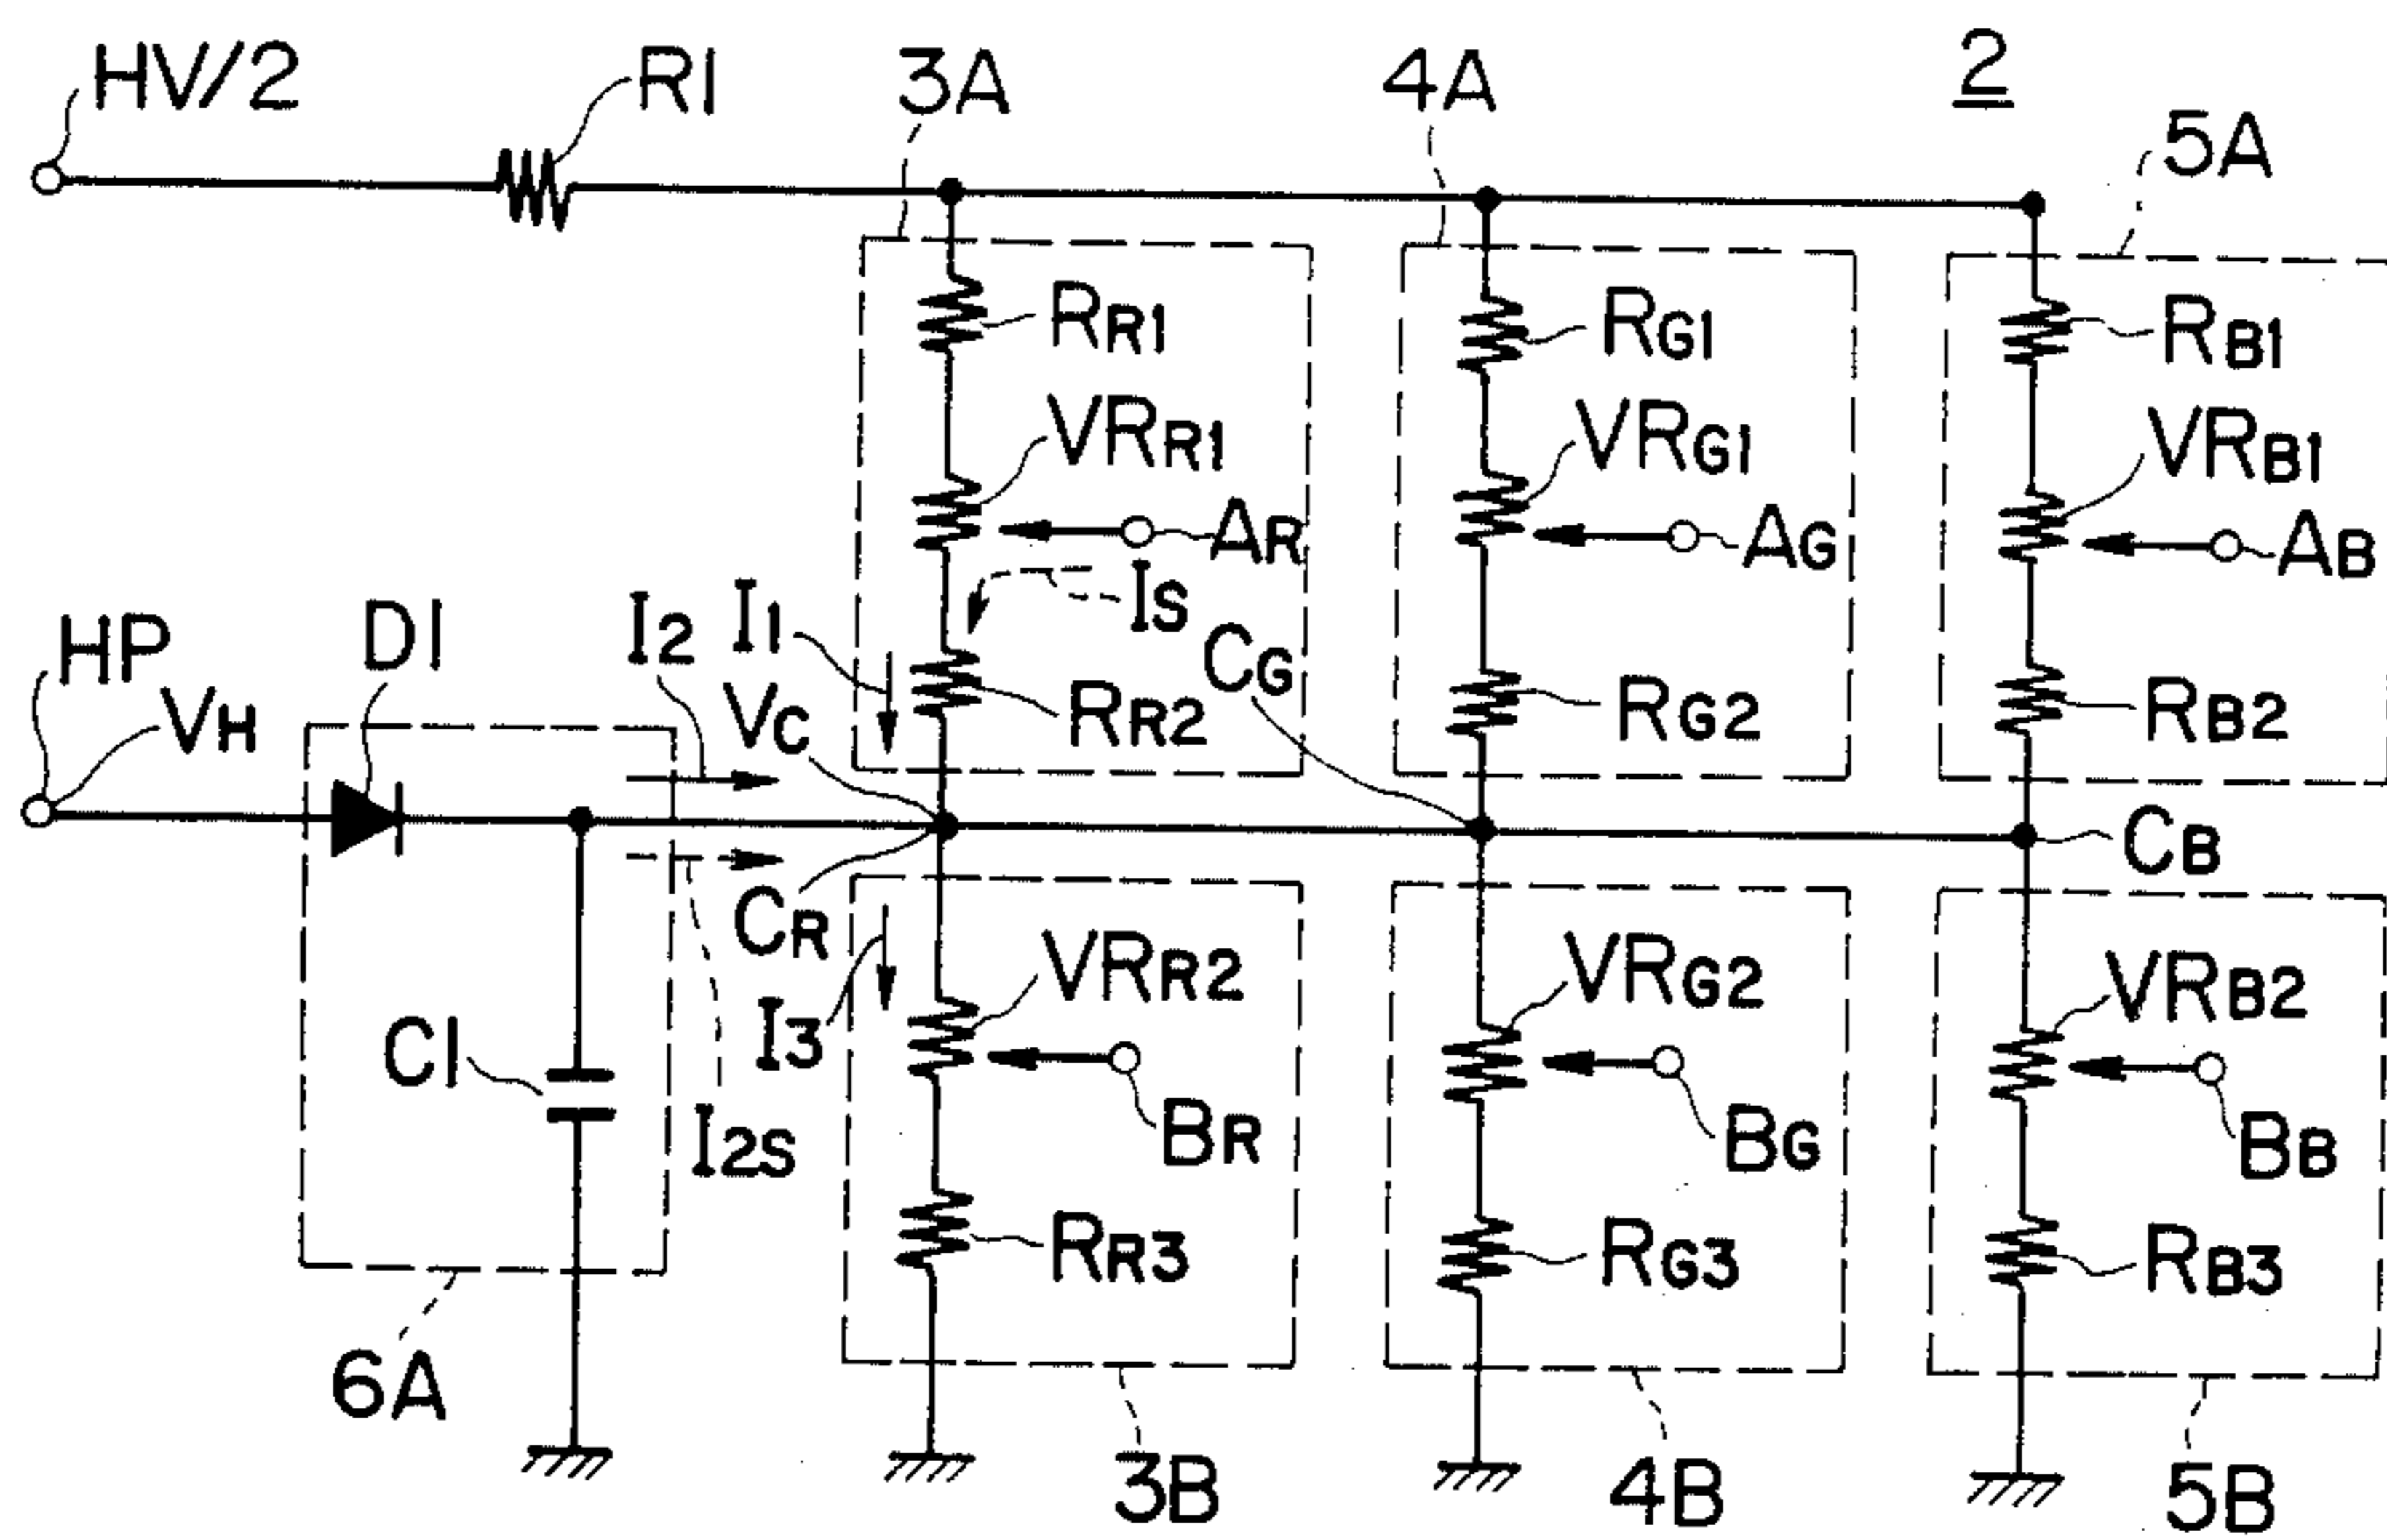 HV/2
R1
3A
4A
2
5A
RR1
RG1
RB1
VRR1
VRG1
VRB1
AR
AG
AB
IS
HP
VH
D1
I2
I1
VC
CG
RR2
RG2
RB2
CR
CB
C1
I3
I2S
VRR2
VRG2
VRB2
BR
BG
BB
RR3
RG3
RB3
6A
3B
4B
5B